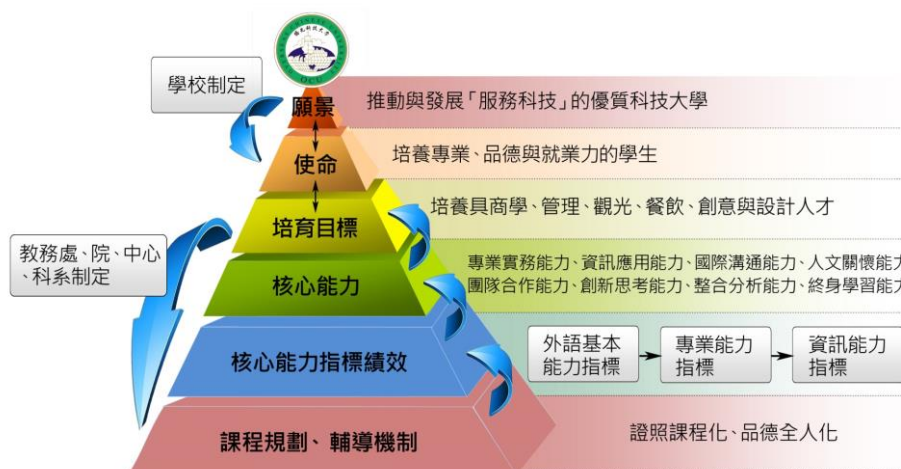 學校制定
願景
推動與發展「服務科技」的優質科技大學
使命
培養專業、品德與就業力的學生
培育目標
培養具商學、管理、觀光、餐飲、創意與設計人才
教務處、院、中心
、科系制定
核心能力
專業實務能力、資訊應用能力、國際溝通能力、人文關懷能力
團隊合作能力、創新思考能力、整合分析能力、終身學習能力
核心能力指標績效
外語基本
能力指標
專業能力
指標
資訊能力
指標
課程規劃、輔導機制
證照課程化、品德全人化